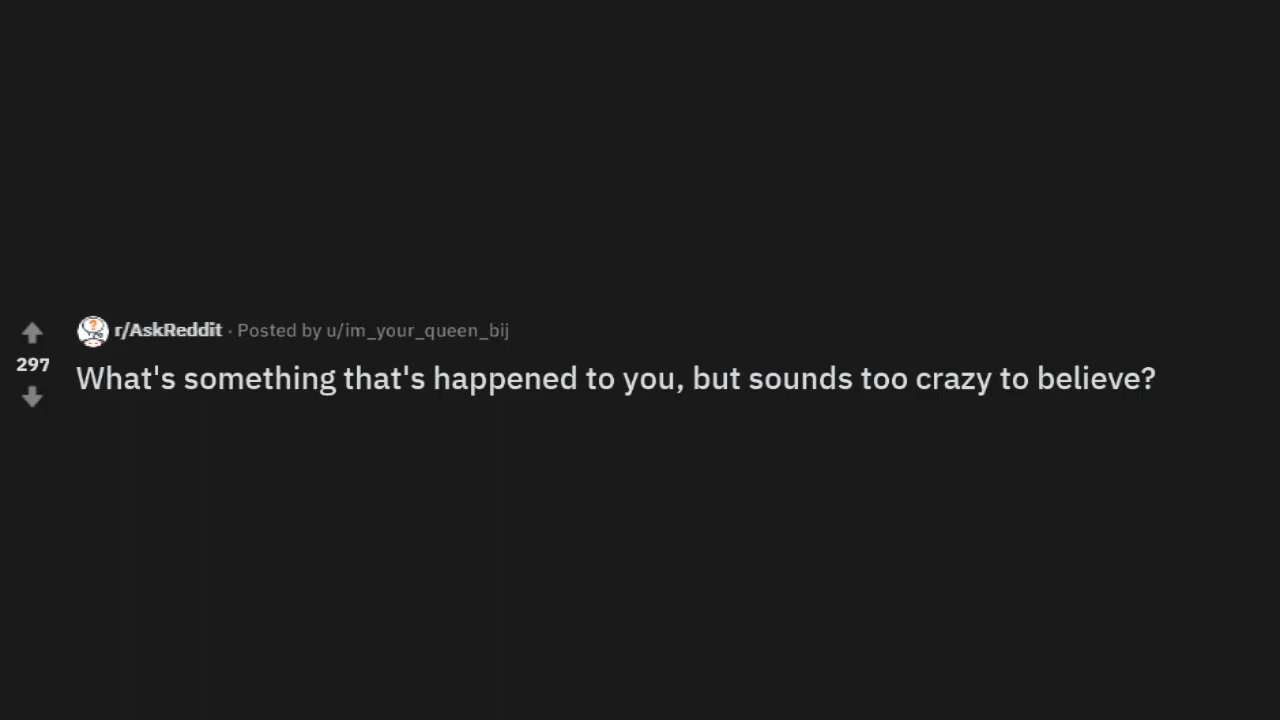 r/AskReddit · Posted by u/im_your_queen_bij
297
What's something that's happened to you, but sounds too crazy to believe?